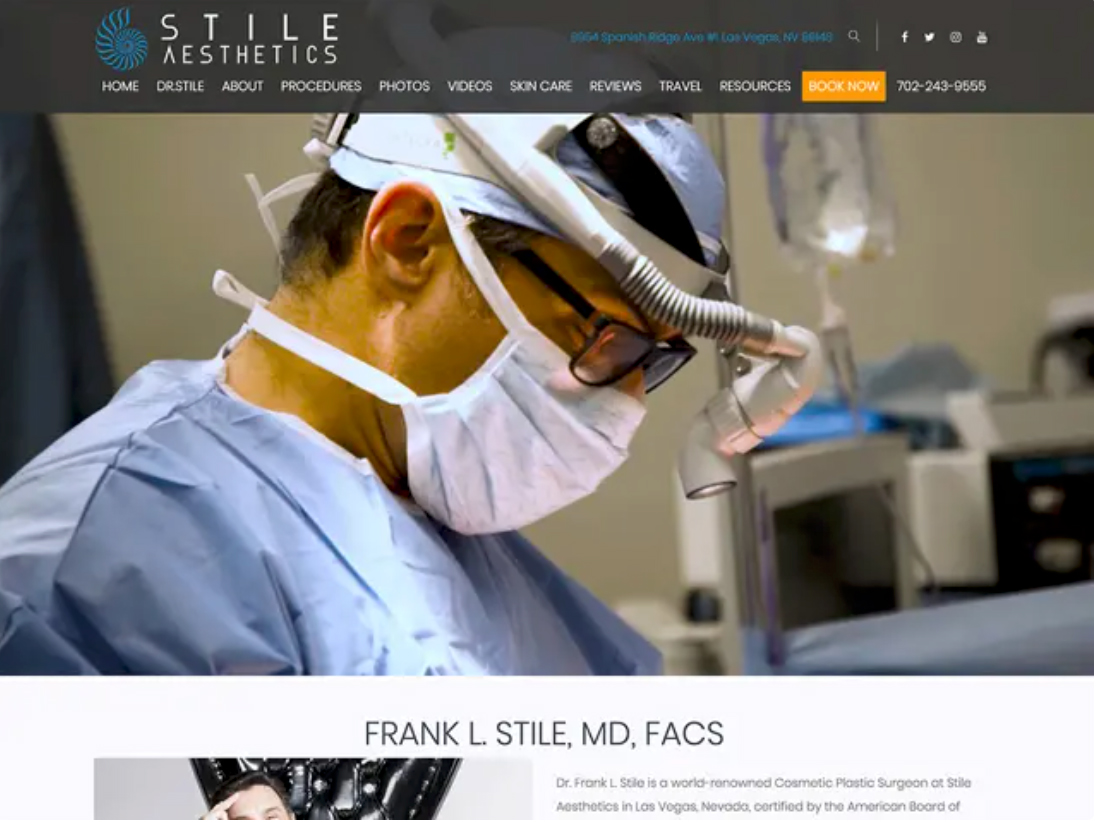 STILE
AESTHETICS
8954 Spanish Ridge Ave #1 Las Vegas, NV 89148
HOME DR.STILE ABOUT PROCEDURES PHOTOS VIDEOS SKIN CARE REVIEWS TRAVEL RESOURCES BOOK NOW 702-243-9555
FRANK L. STILE, MD, FACS
Dr. Frank L. Stile is a world-renowned Cosmetic Plastic Surgeon at Stile
Aesthetics in Las Vegas, Nevada, certified by the American Board of